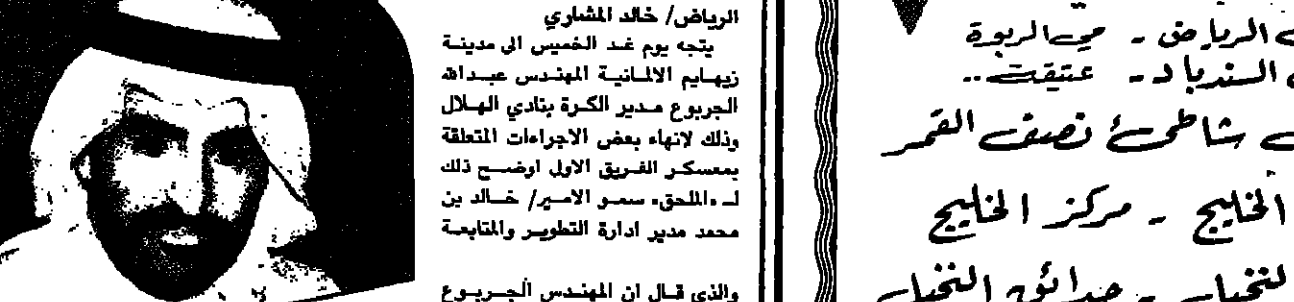 الرياض/ خالد المشاري
يتجه يوم غد الخميس الى مدينة
زيهايم الالمانية المهندس عبدالله
الجربوع مدير الكرة بنادي الهلال
وذلك لإنهاء بعض الاجراءات المتعلقة
بمعسكر الفريق الاول اوضح ذلك
لـ «الملحق» سمو الامير/ خالد بن
محمد مدير ادارة التطوير والمتابعة
والذي قال ان المهندس الجربوع
الرياض - حي الربوة
السندباد - عتيقة..
شاطئ نصف القمر
الخليج - مركز الخليج
النخيل - حدائق النخيل